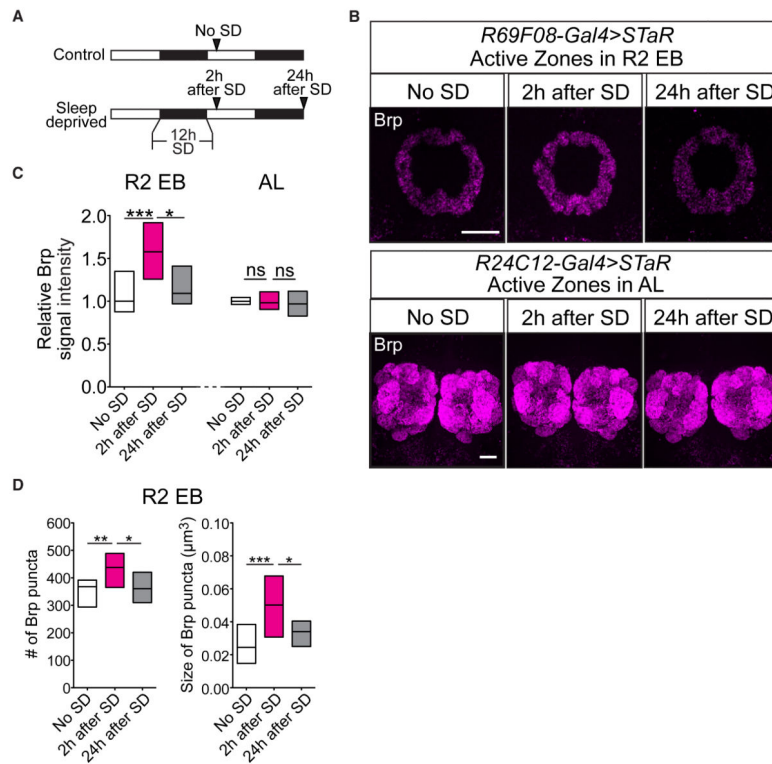 A
No SD
Control
2h
after SD
24h
after SD
Sleep
deprived
12h
SD
B
R69F08-Gal4>STaR
Active Zones in R2 EB
No SD
2h after SD
24h after SD
Brp
R24C12-Gal4>STaR
Active Zones in AL
No SD
2h after SD
24h after SD
Brp
C
R2 EB
AL
Relative Brp
signal intensity
2.0
1.5
1.0
0.5
0.0
***
*
ns
ns
No SD
2h after SD
24h after SD
No SD
2h after SD
24h after SD
D
R2 EB
# of Brp puncta
600
500
400
300
200
100
0
**
*
No SD
2h after SD
24h after SD
Size of Brp puncta (μm³)
0.10
0.08
0.06
0.04
0.02
0.00
***
*
No SD
2h after SD
24h after SD